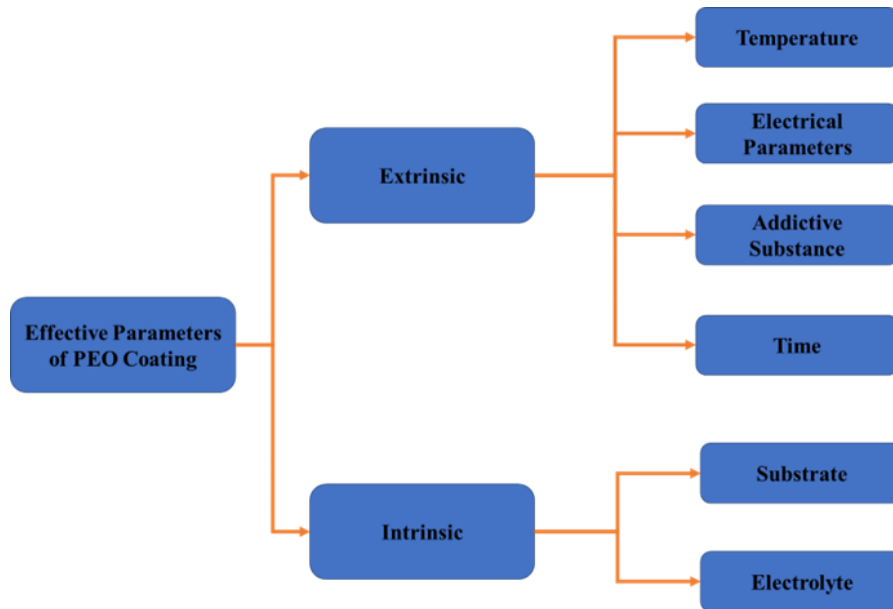 Effective Parameters
of PEO Coating
Extrinsic
Temperature
Electrical
Parameters
Addictive
Substance
Time
Intrinsic
Substrate
Electrolyte